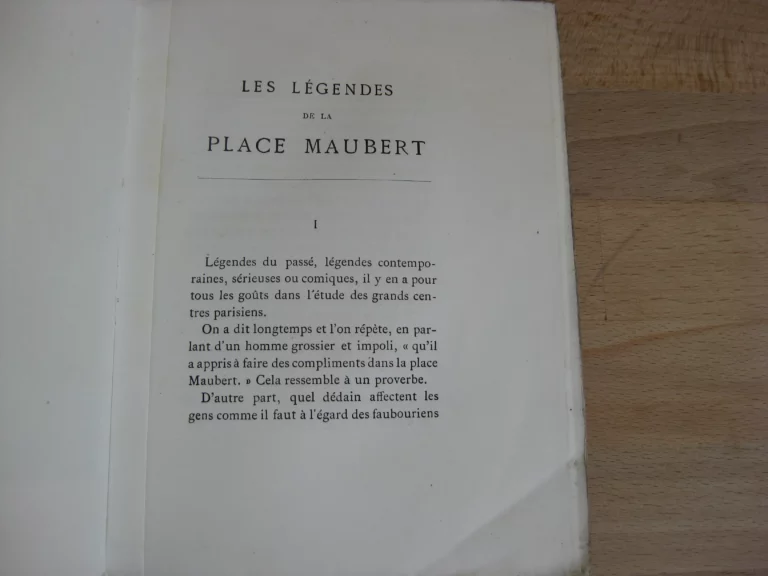 LES LÉGENDES
DE LA
PLACE MAUBERT
I
Légendes du passé, légendes contempo-
raines, sérieuses ou comiques, il y en a pour
tous les goûts dans l'étude des grands cen-
tres parisiens.
On a dit longtemps et l'on répète, en par-
lant d'un homme grossier et impoli, « qu'il
a appris à faire des compliments dans la place
Maubert. » Cela ressemble à un proverbe.
D'autre part, quel dédain affectent les
gens comme il faut à l'égard des faubouriens